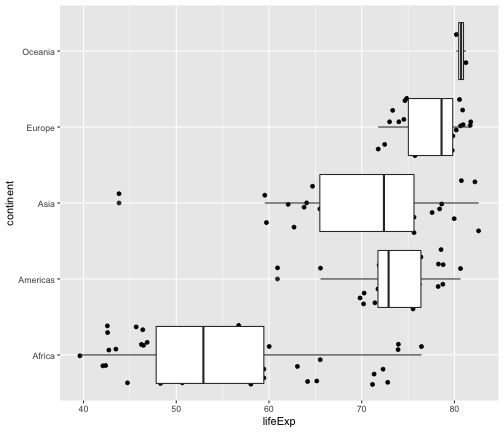 Oceania
Europe
Asia
Americas
Africa
continent
40 50 60 70 80
lifeExp